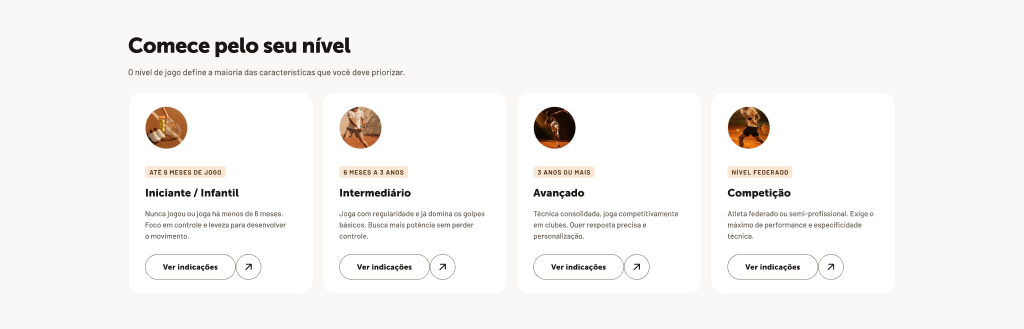 Comece pelo seu nível
O nível de jogo define a maioria das características que você deve priorizar.
ATÉ 6 MESES DE JOGO
Iniciante / Infantil
Nunca jogou ou joga há menos de 6 meses.
Foco em controle e leveza para desenvolver
o movimento.
Ver indicações
6 MESES A 3 ANOS
Intermediário
Joga com regularidade e já domina os golpes
básicos. Busca mais potência sem perder
controle.
Ver indicações
3 ANOS OU MAIS
Avançado
Técnica consolidada, joga competitivamente
em clubes. Quer resposta precisa e
personalização.
Ver indicações
NÍVEL FEDERADO
Competição
Atleta federado ou semi-profissional. Exige o
máximo de performance e especificidade
técnica.
Ver indicações